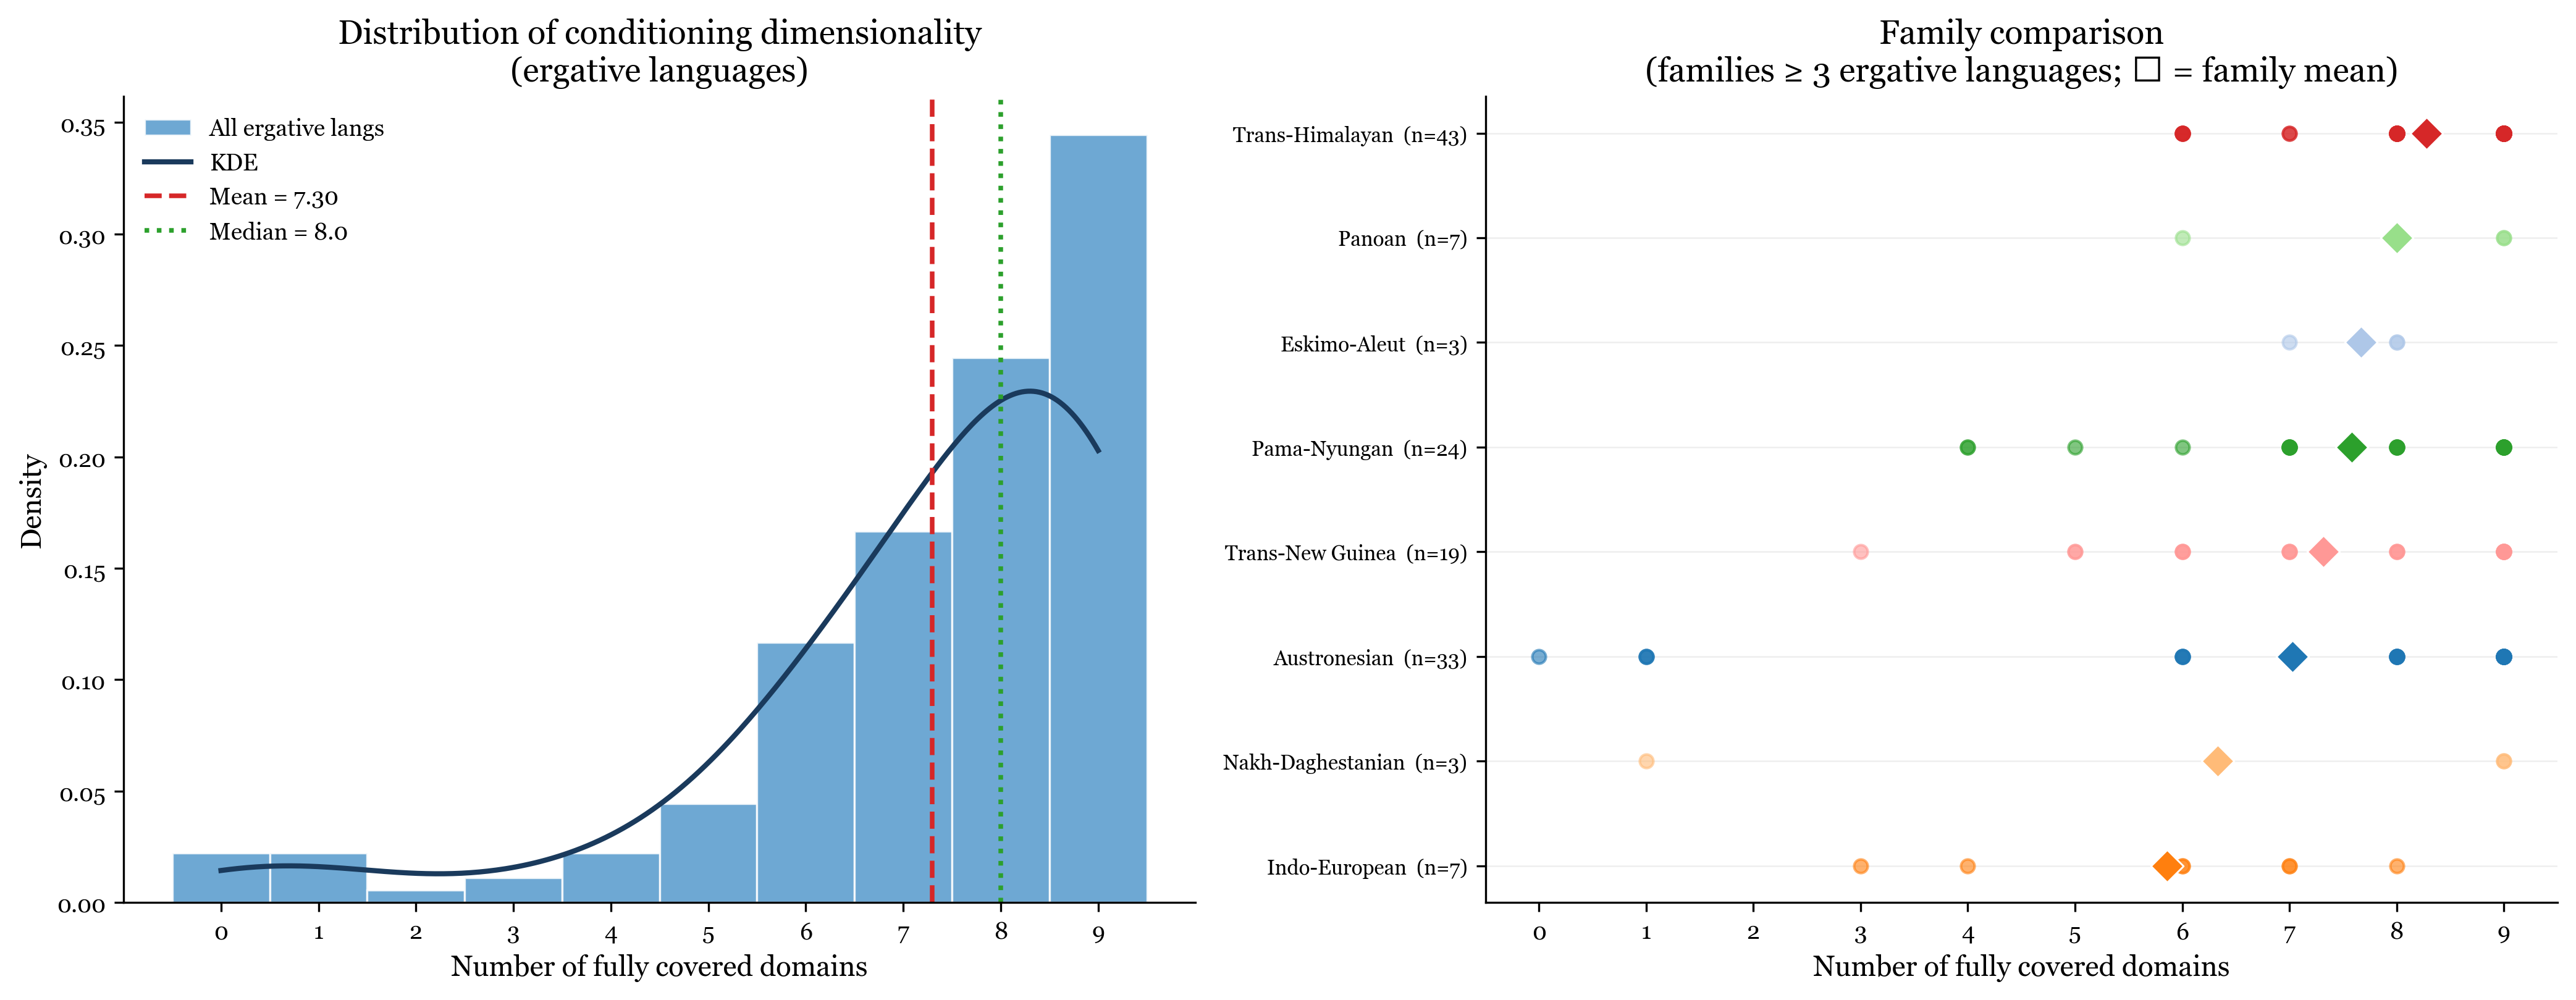 Distribution of conditioning dimensionality
(ergative languages)
All ergative langs
KDE
Mean = 7.30
Median = 8.0
0.35
0.30
0.25
0.20
0.15
0.10
0.05
0.00
Density
0 1 2 3 4 5 6 7 8 9
Number of fully covered domains
Family comparison
(families ≥ 3 ergative languages; □ = family mean)
Trans-Himalayan (n=43)
Panoan (n=7)
Eskimo-Aleut (n=3)
Pama-Nyungan (n=24)
Trans-New Guinea (n=19)
Austronesian (n=33)
Nakh-Daghestanian (n=3)
Indo-European (n=7)
0 1 2 3 4 5 6 7 8 9
Number of fully covered domains